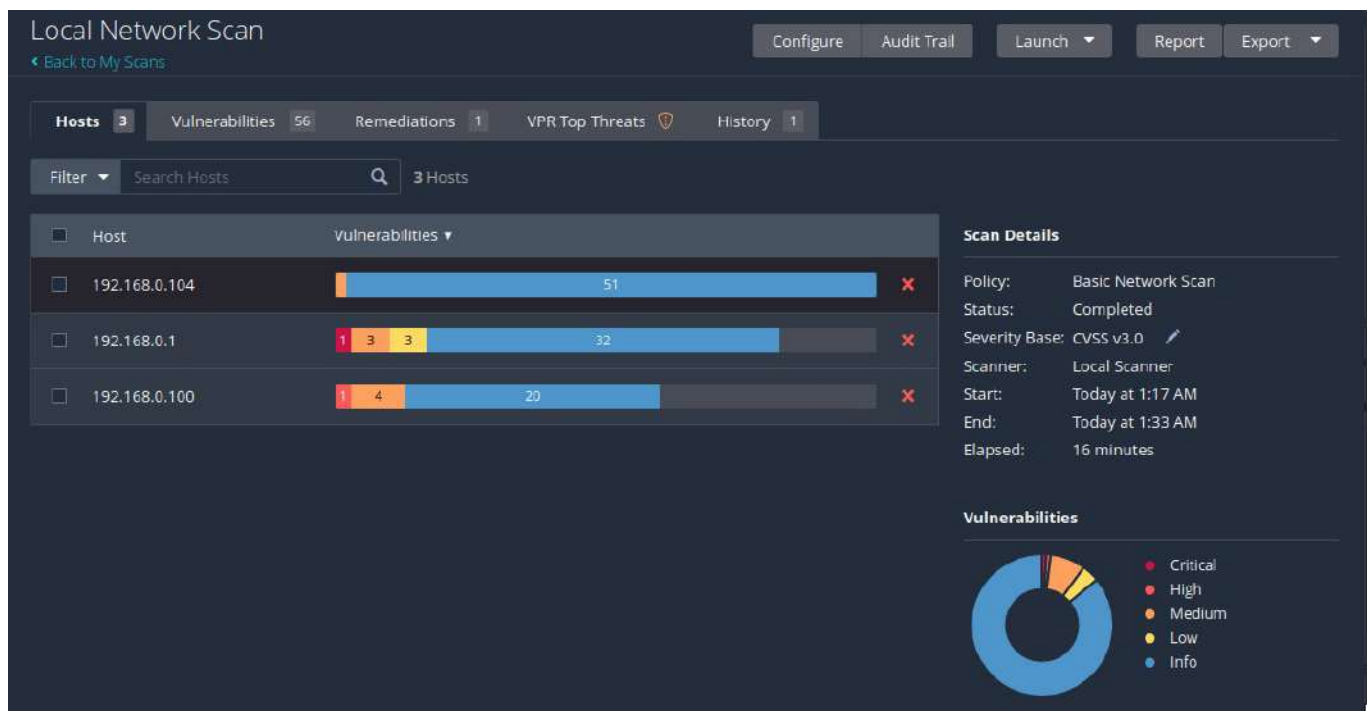 Local Network Scan
Back to My Scans
Configure Audit Trail Launch Report Export
Hosts 3 Vulnerabilities 56 Remediations 1 VPR Top Threats History 1
Filter Search Hosts 3 Hosts
Host Vulnerabilities
192.168.0.104 51
192.168.0.1 1 3 3 32
192.168.0.100 1 4 20
Scan Details
Policy: Basic Network Scan
Status: Completed
Severity Base: CVSS v3.0
Scanner: Local Scanner
Start: Today at 1:17 AM
End: Today at 1:33 AM
Elapsed: 16 minutes
Vulnerabilities
Critical
High
Medium
Low
Info